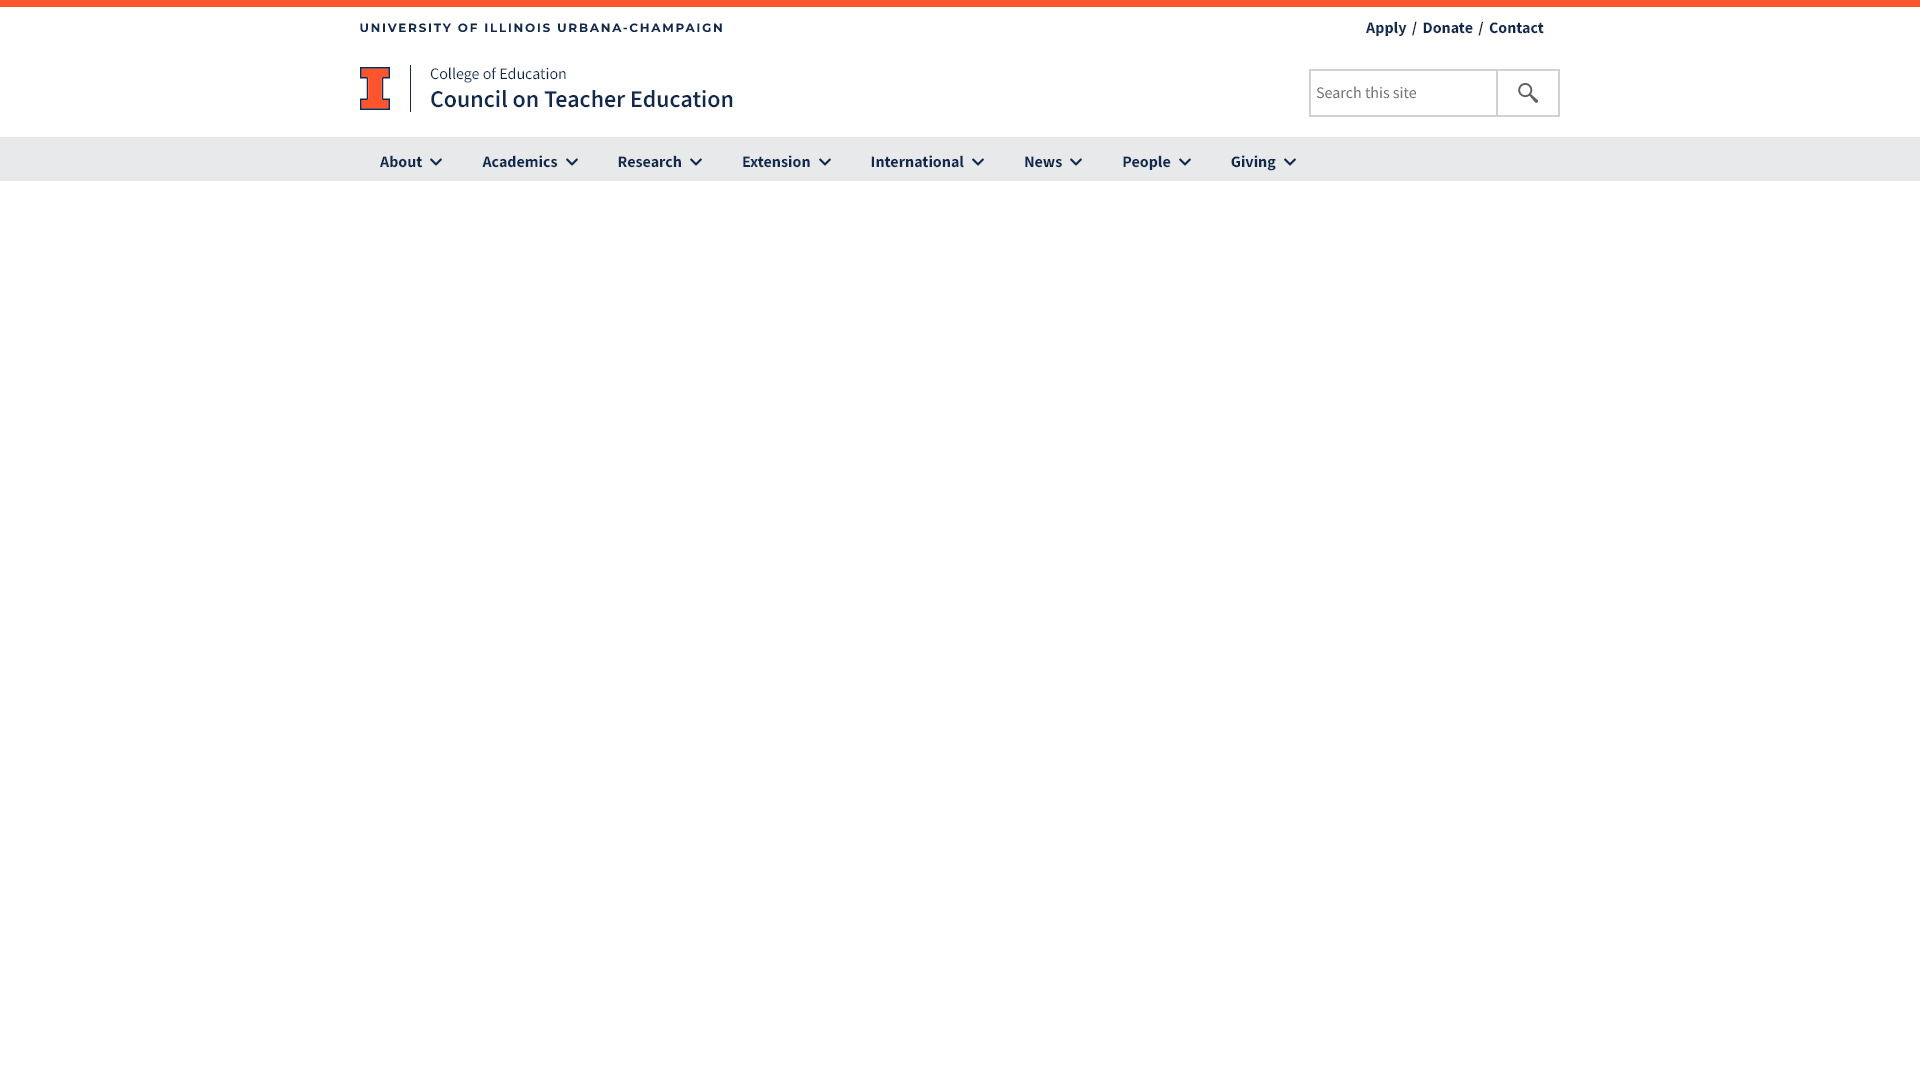 UNIVERSITY OF ILLINOIS URBANA-CHAMPAIGN
Apply / Donate / Contact
College of Education
Council on Teacher Education
Search this site
About Academics Research Extension International News People Giving